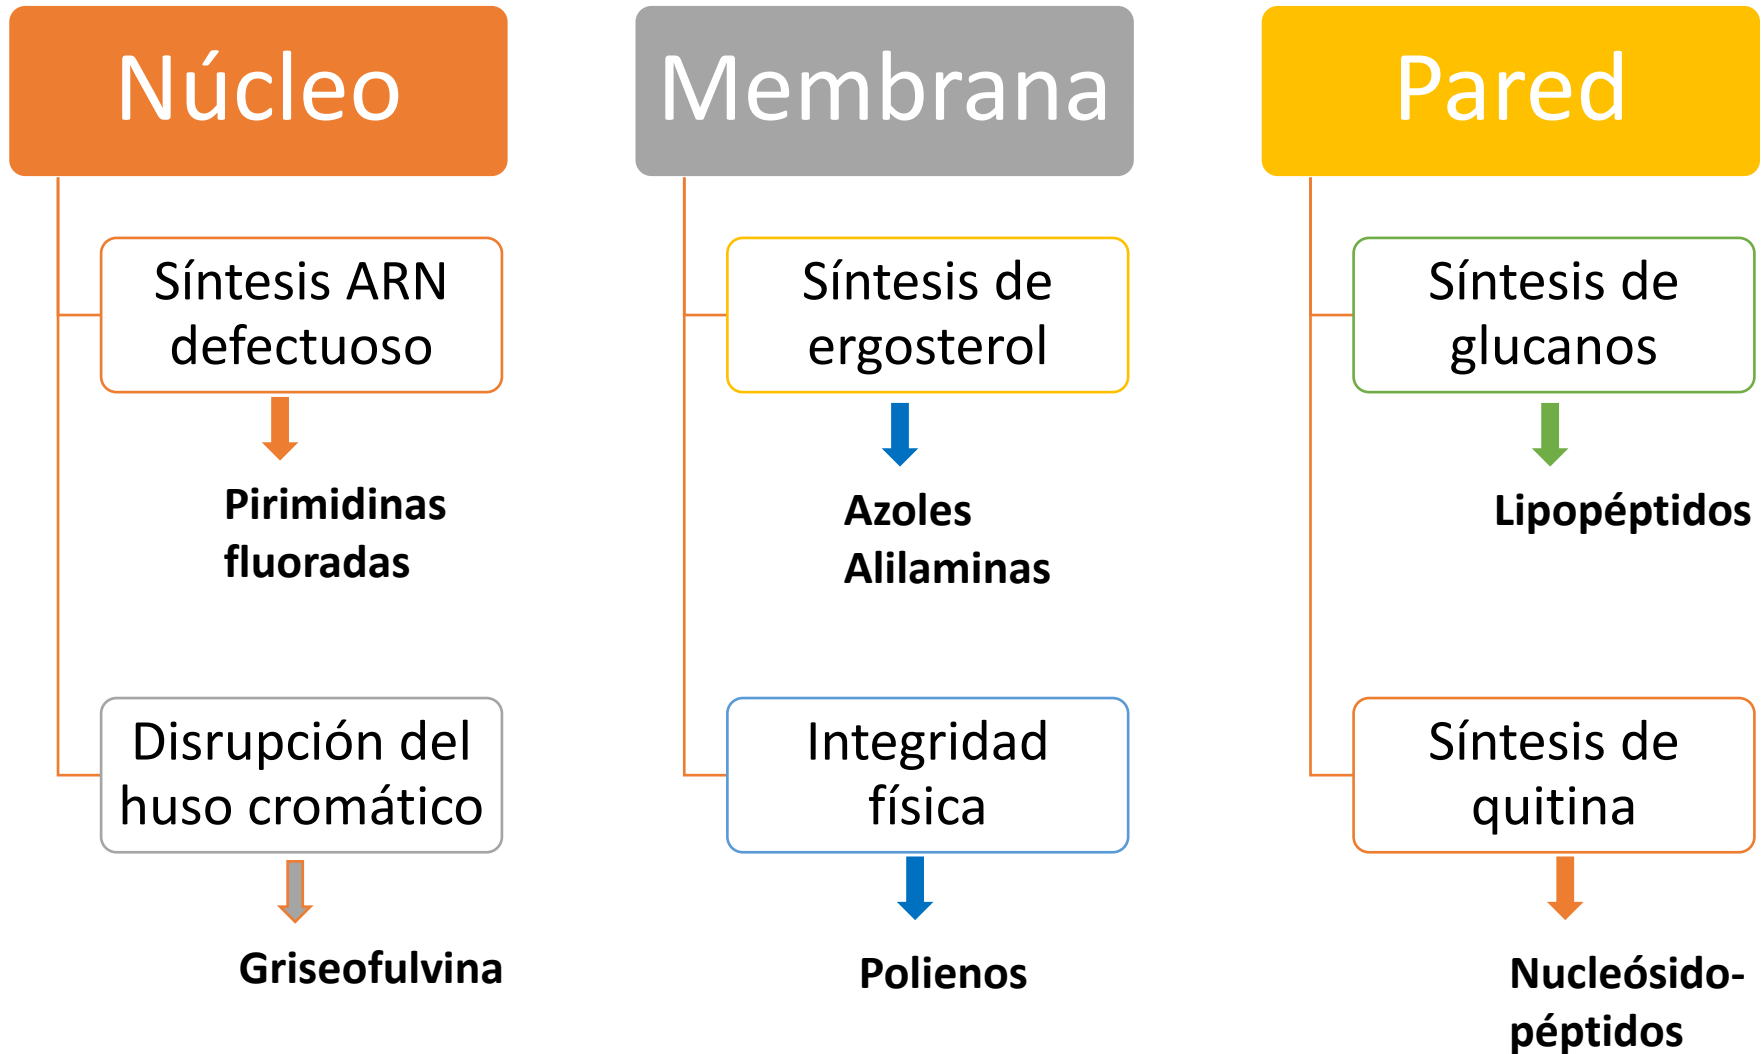 Núcleo
Síntesis ARN
defectuoso
Pirimidinas
fluoradas
Disrupción del
huso cromático
Griseofulvina
Membrana
Síntesis de
ergosterol
Azoles
Alilaminas
Integridad
física
Polienos
Pared
Síntesis de
glucanos
Lipopéptidos
Síntesis de
quitina
Nucleósido-
péptidos